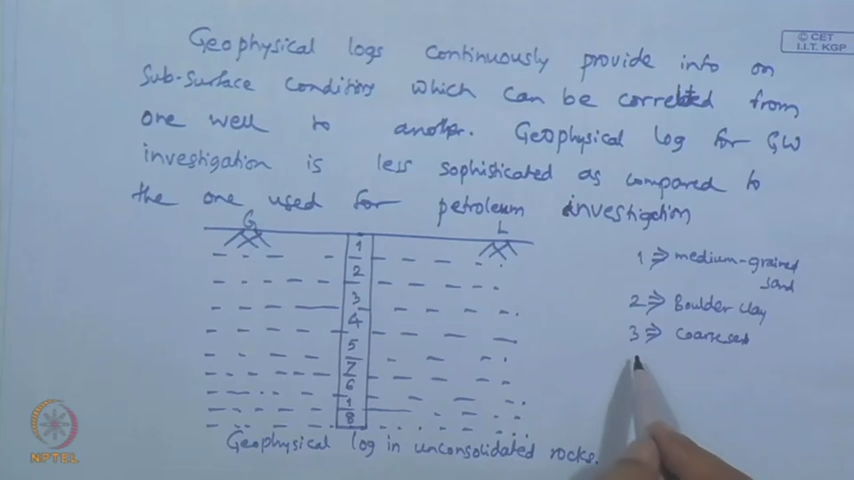 © CET
I.I.T. KGP
Geophysical logs continuously provide info on
Sub-surface conditions which can be correlated from
one well to another. Geophysical log for GW
investigation is less sophisticated as compared to
the one used for petroleum investigation
G L
1
2
3
4
5
7
6
1
8
Geophysical log in unconsolidated rocks.
1 ⇒ medium-grained
sand
2 ⇒ Boulder clay
3 ⇒ coarse sand
NPTEL